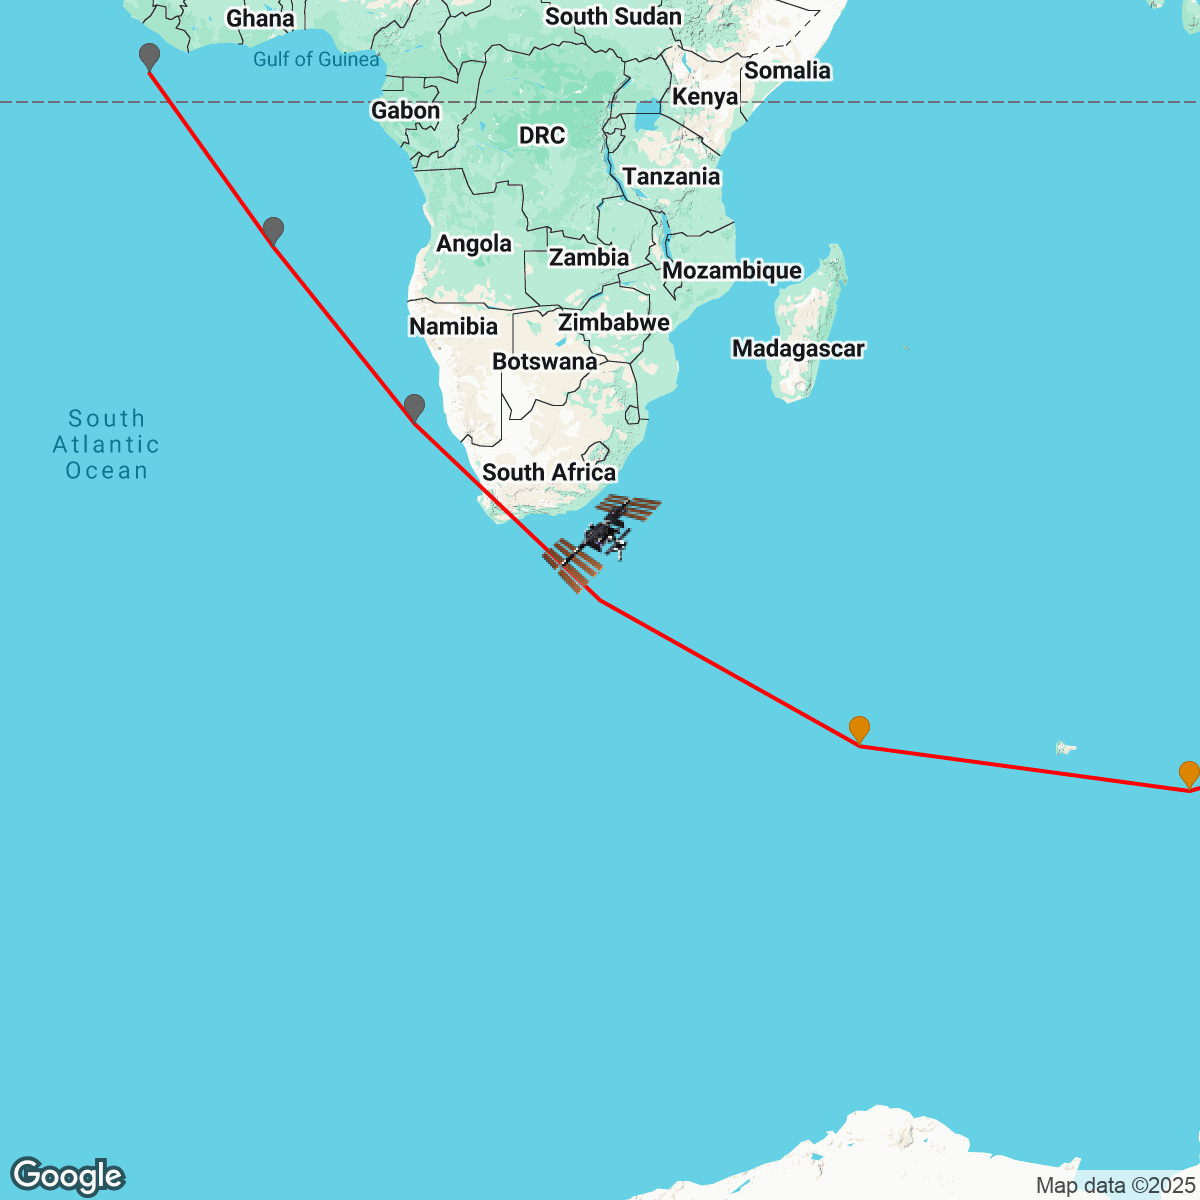 South Sudan
Ghana
Gulf of Guinea
Somalia
Kenya
Gabon
DRC
Tanzania
Angola
Zambia
Mozambique
Namibia
Zimbabwe
Madagascar
Botswana
South
Atlantic
Ocean
South Africa
Google
Map data ©2025